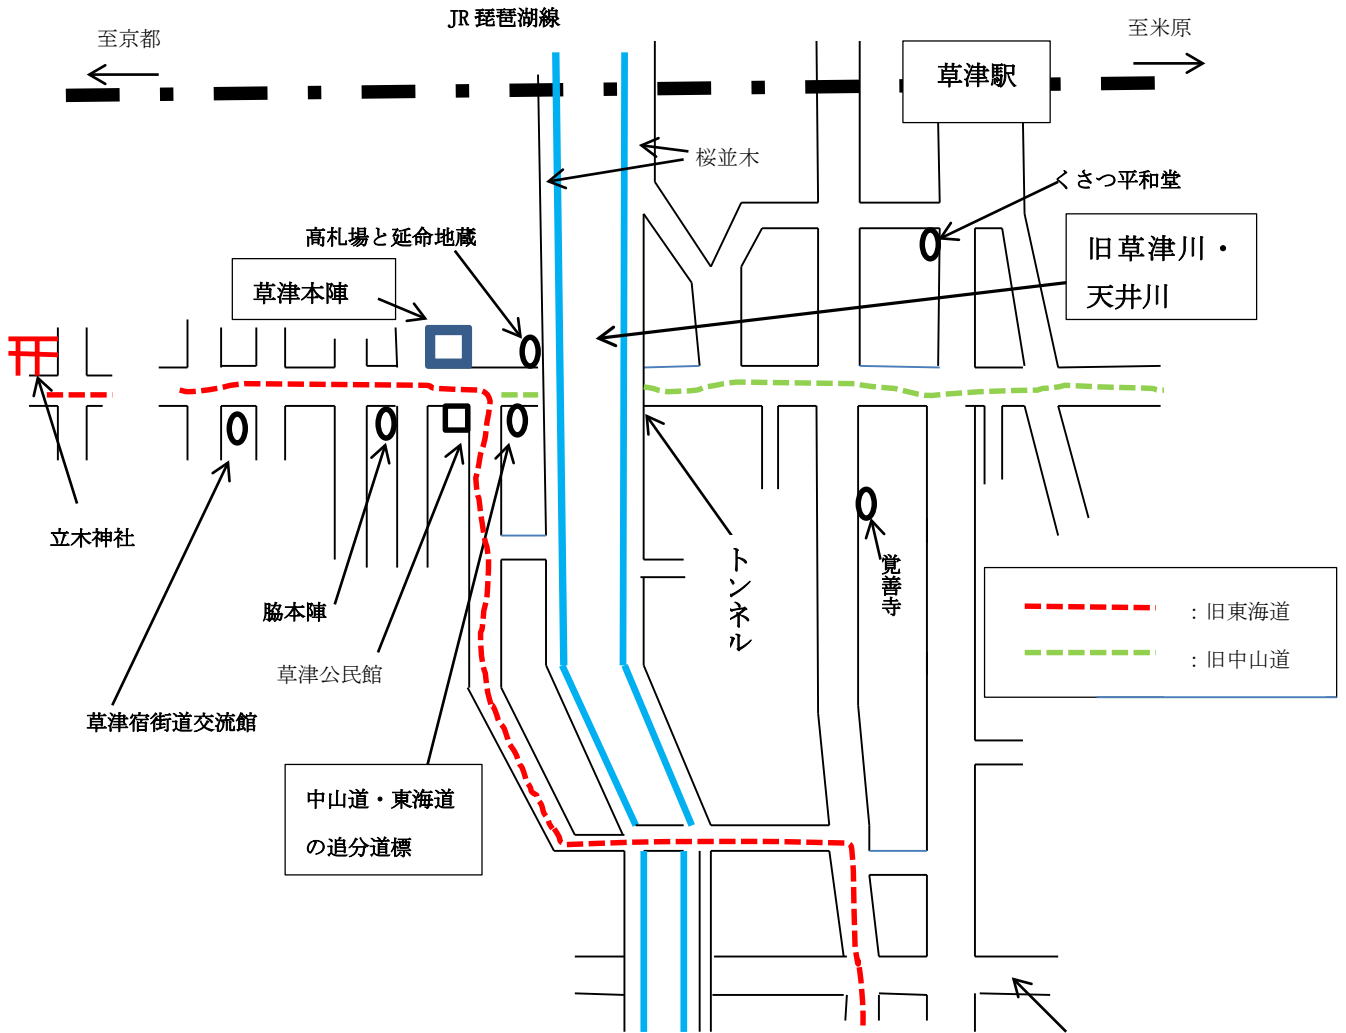 JR 琵琶湖線
至京都
至米原
草津駅
桜並木
くさつ平和堂
高札場と延命地蔵
旧草津川・
天井川
草津本陣
立木神社
トンネル
覚善寺
脇本陣
：旧東海道
草津公民館
：旧中山道
草津宿街道交流館
中山道・東海道
の追分道標